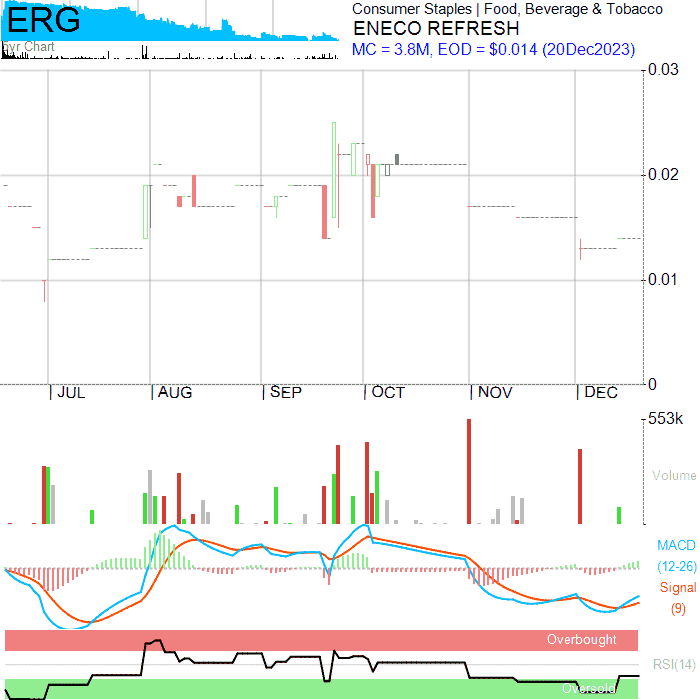 ERG
5yr Chart
Consumer Staples | Food, Beverage & Tobacco
ENECO REFRESH
MC = 3.8M, EOD = $0.014 (20Dec2023)
0.03
0.02
0.01
0
JUL AUG SEP OCT NOV DEC
553k
Volume
MACD
(12-26)
Signal
(9)
Overbought
RSI(14)
Oversold